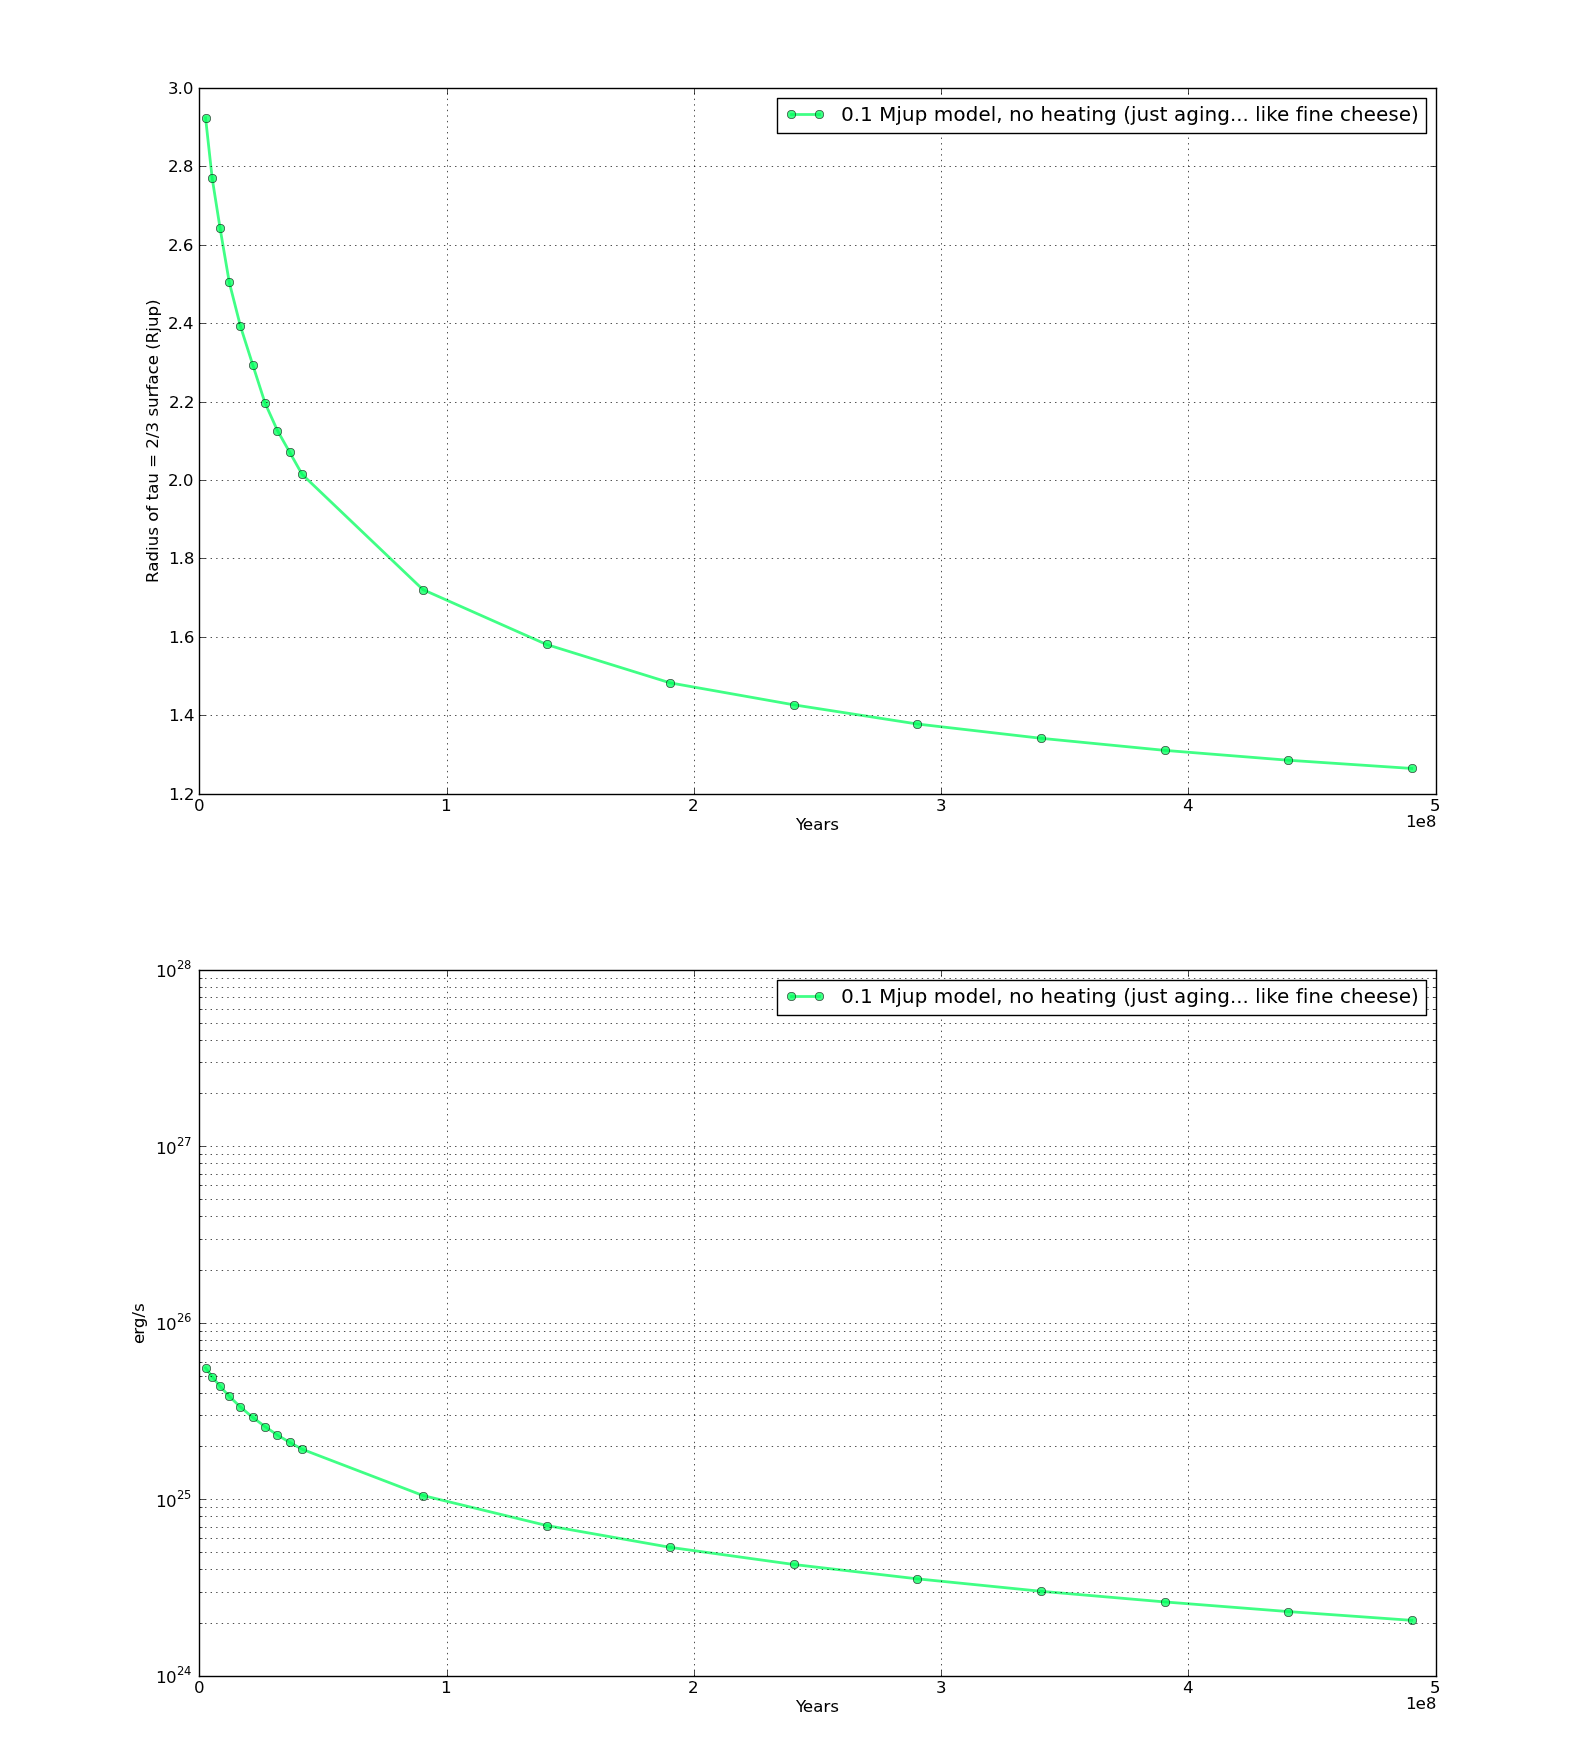 3.0
0.1 Mjup model, no heating (just aging... like fine cheese)
2.8
2.6
2.4
2.2
2.0
1.8
1.6
1.4
1.2
Radius of tau = 2/3 surface (Rjup)
0 1 2 3 4 5
1e8
Years
10^28
0.1 Mjup model, no heating (just aging... like fine cheese)
10^27
10^26
10^25
10^24
erg/s
0 1 2 3 4 5
1e8
Years